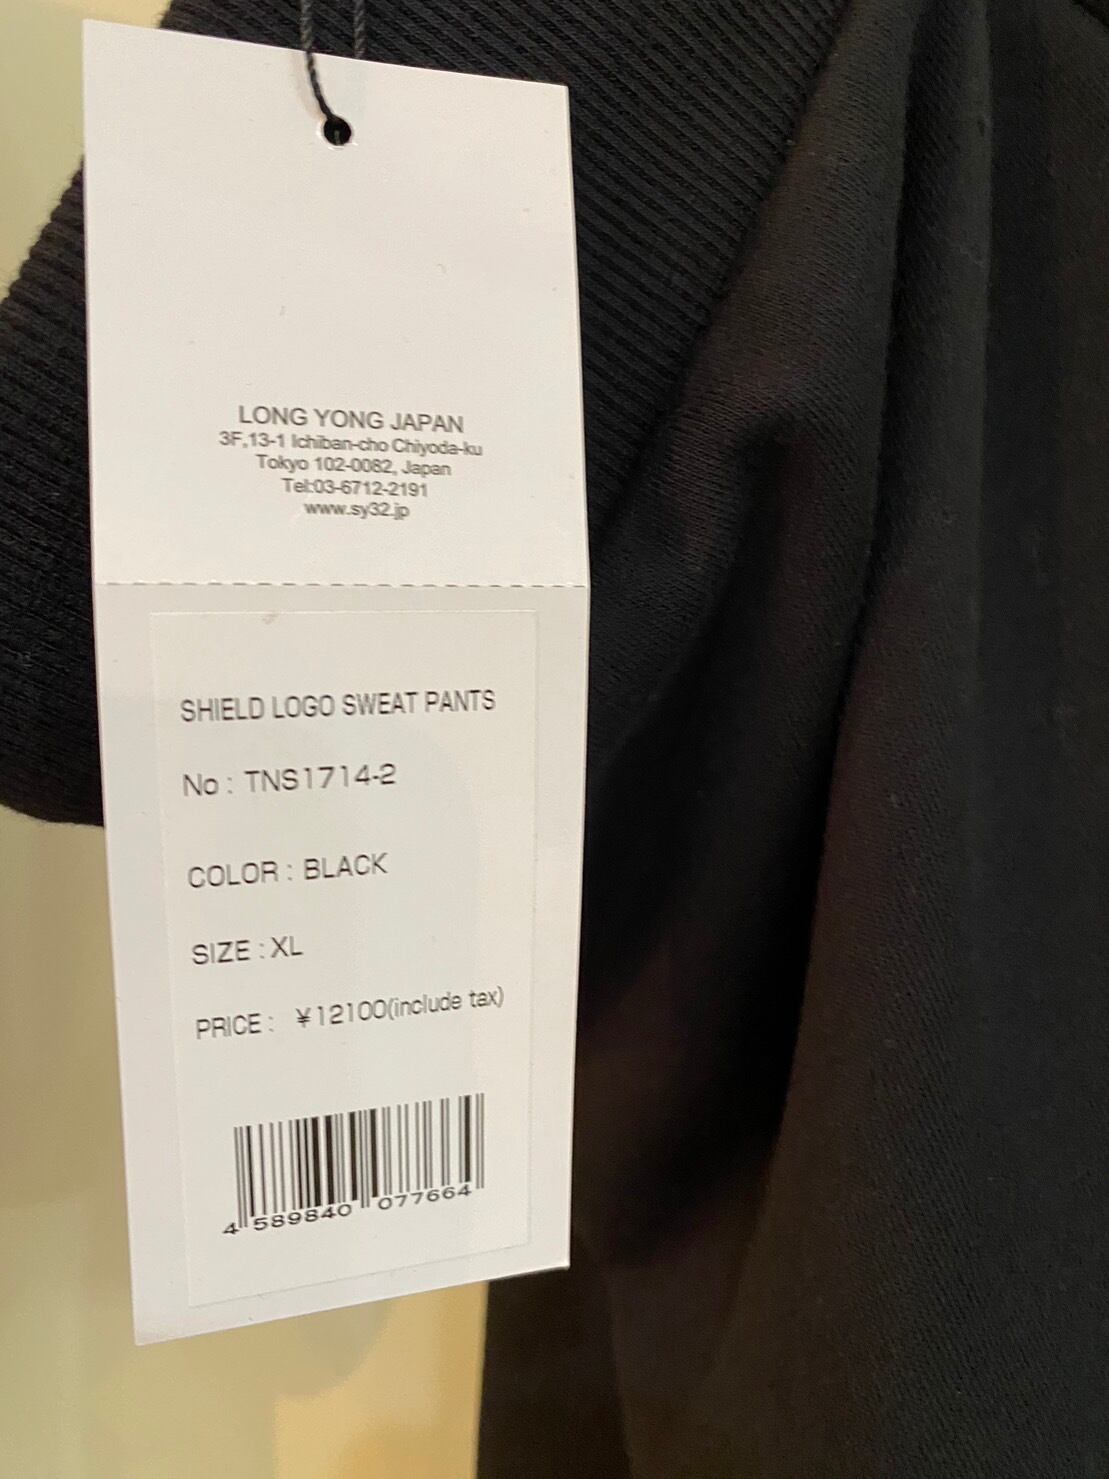 LONG YONG JAPAN
3F,13-1 Ichiban-cho Chiyoda-ku
Tokyo 102-0082, Japan
Tel:03-6712-2191
www.sy32.jp
SHIELD LOGO SWEAT PANTS
No : TNS1714-2
COLOR : BLACK
SIZE : XL
PRICE : ¥12100(include tax)
4 589840 077664